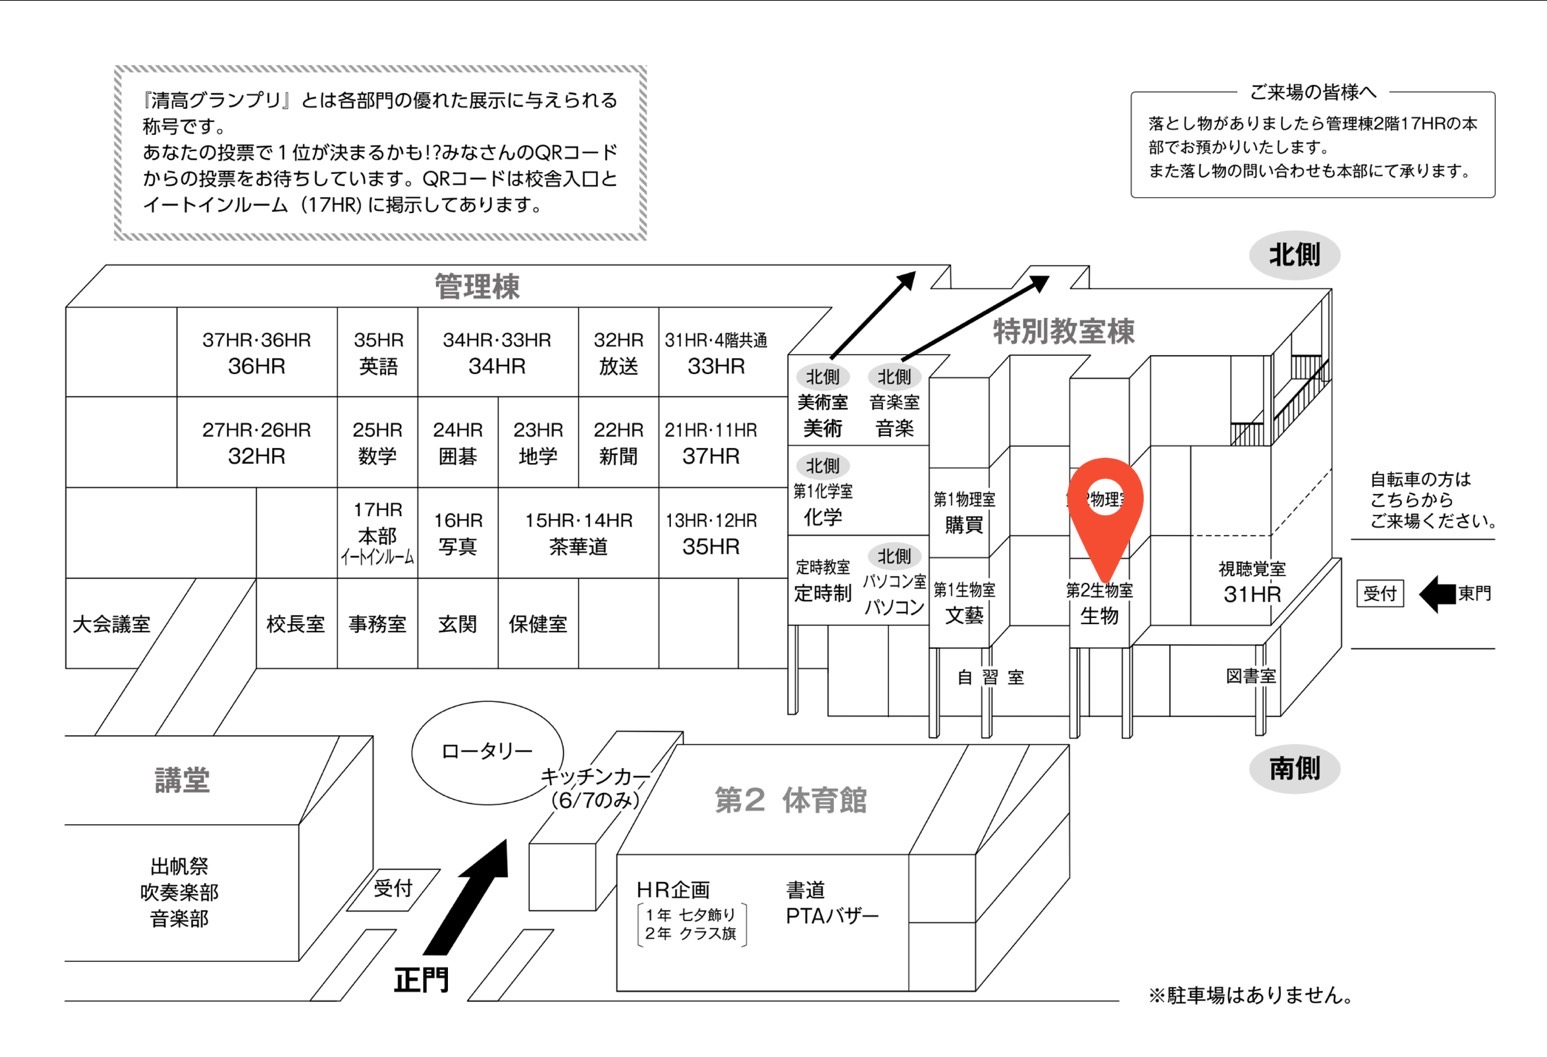 『清高グランプリ』とは各部門の優れた展示に与えられる
称号です。
あなたの投票で1位が決まるかも!?みなさんのQRコード
からの投票をお待ちしています。QRコードは校舎入口と
イートインルーム（17HR)に掲示してあります。
ご来場の皆様へ
落とし物がありましたら管理棟2階17HRの本
部でお預かりいたします。
また落し物の問い合わせも本部にて承ります。
北側
管理棟
特別教室棟
37HR･36HR
36HR
35HR
英語
34HR･33HR
34HR
32HR
放送
31HR･4階共通
33HR
北側
美術室
美術
北側
音楽室
音楽
27HR･26HR
32HR
25HR
数学
24HR
囲碁
23HR
地学
22HR
新聞
21HR･11HR
37HR
北側
第1化学室
化学
第1物理室
購買
物理
自転車の方は
こちらから
ご来場ください。
17HR
本部
イートインルーム
16HR
写真
15HR･14HR
茶華道
13HR･12HR
35HR
定時教室
定時制
北側
パソコン室
パソコン
第1生物室
文藝
第2生物室
生物
視聴覚室
31HR
受付
東門
大会議室
校長室
事務室
玄関
保健室
自習室
図書室
南側
ロータリー
キッチンカー
(6/7のみ)
講堂
出帆祭
吹奏楽部
音楽部
受付
正門
第2 体育館
HR企画
1年 七夕飾り
2年 クラス旗
書道
PTAバザー
※駐車場はありません。